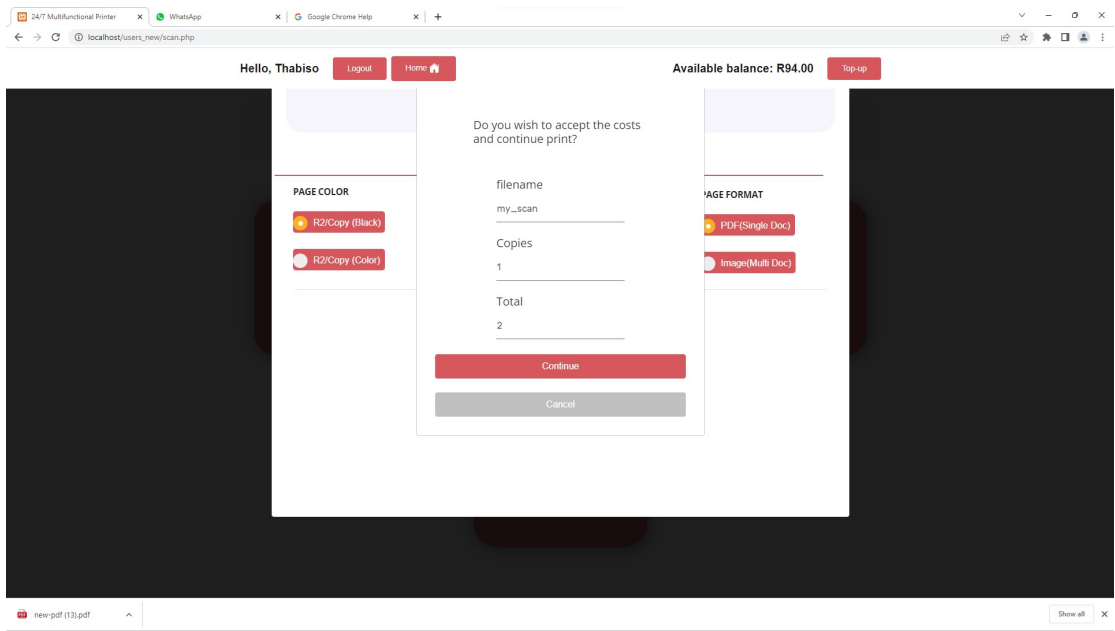 24/7 Multifunctional Printer
WhatsApp
Google Chrome Help
localhost/users_new/scan.php
Hello, Thabiso
Logout
Home
Available balance: R94.00
Top-up
Do you wish to accept the costs
and continue print?
filename
my_scan
Copies
1
Total
2
Continue
Cancel
PAGE COLOR
R2/Copy (Black)
R2/Copy (Color)
PAGE FORMAT
PDF(Single Doc)
Image(Multi Doc)
new-pdf (13).pdf
Show all